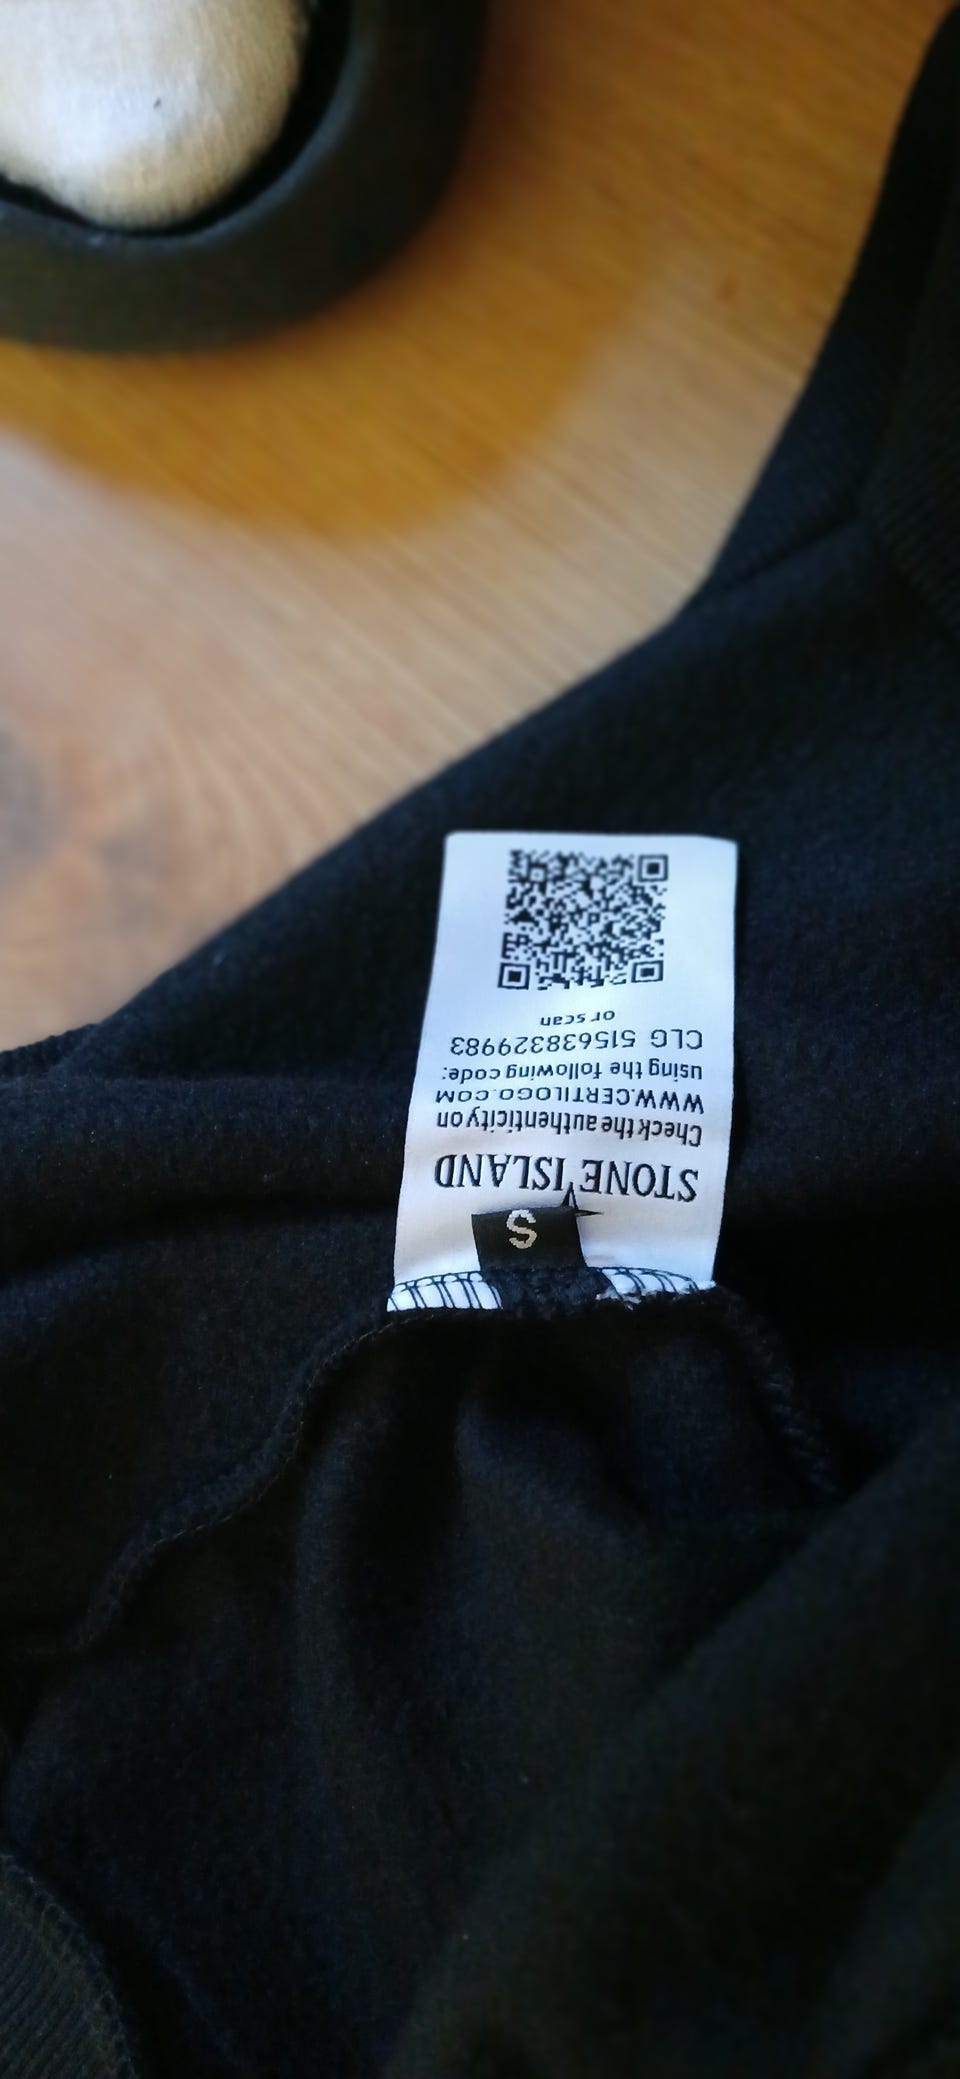 S
STONE ISLAND
Check the authenticity on
WWW.CERTILOGO.COM
using the following code:
CLG 515638329983
or scan